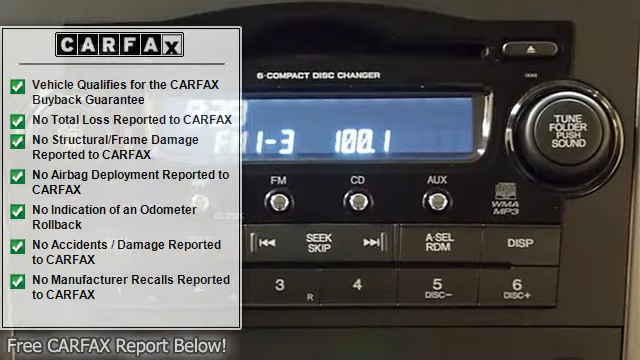 CARFAX
Vehicle Qualifies for the CARFAX
Buyback Guarantee
No Total Loss Reported to CARFAX
No Structural/Frame Damage
Reported to CARFAX
No Airbag Deployment Reported to
CARFAX
No Indication of an Odometer
Rollback
No Accidents / Damage Reported
to CARFAX
No Manufacturer Recalls Reported
to CARFAX
Free CARFAX Report Below!
6-COMPACT DISC CHANGER
FM1-3 100.1
TUNE
FOLDER
PUSH
SOUND
FM
CD
AUX
WMA
MP3
SEEK
SKIP
A·SEL
RDM
DISP
3
R
4
5
DISC−
6
DISC+